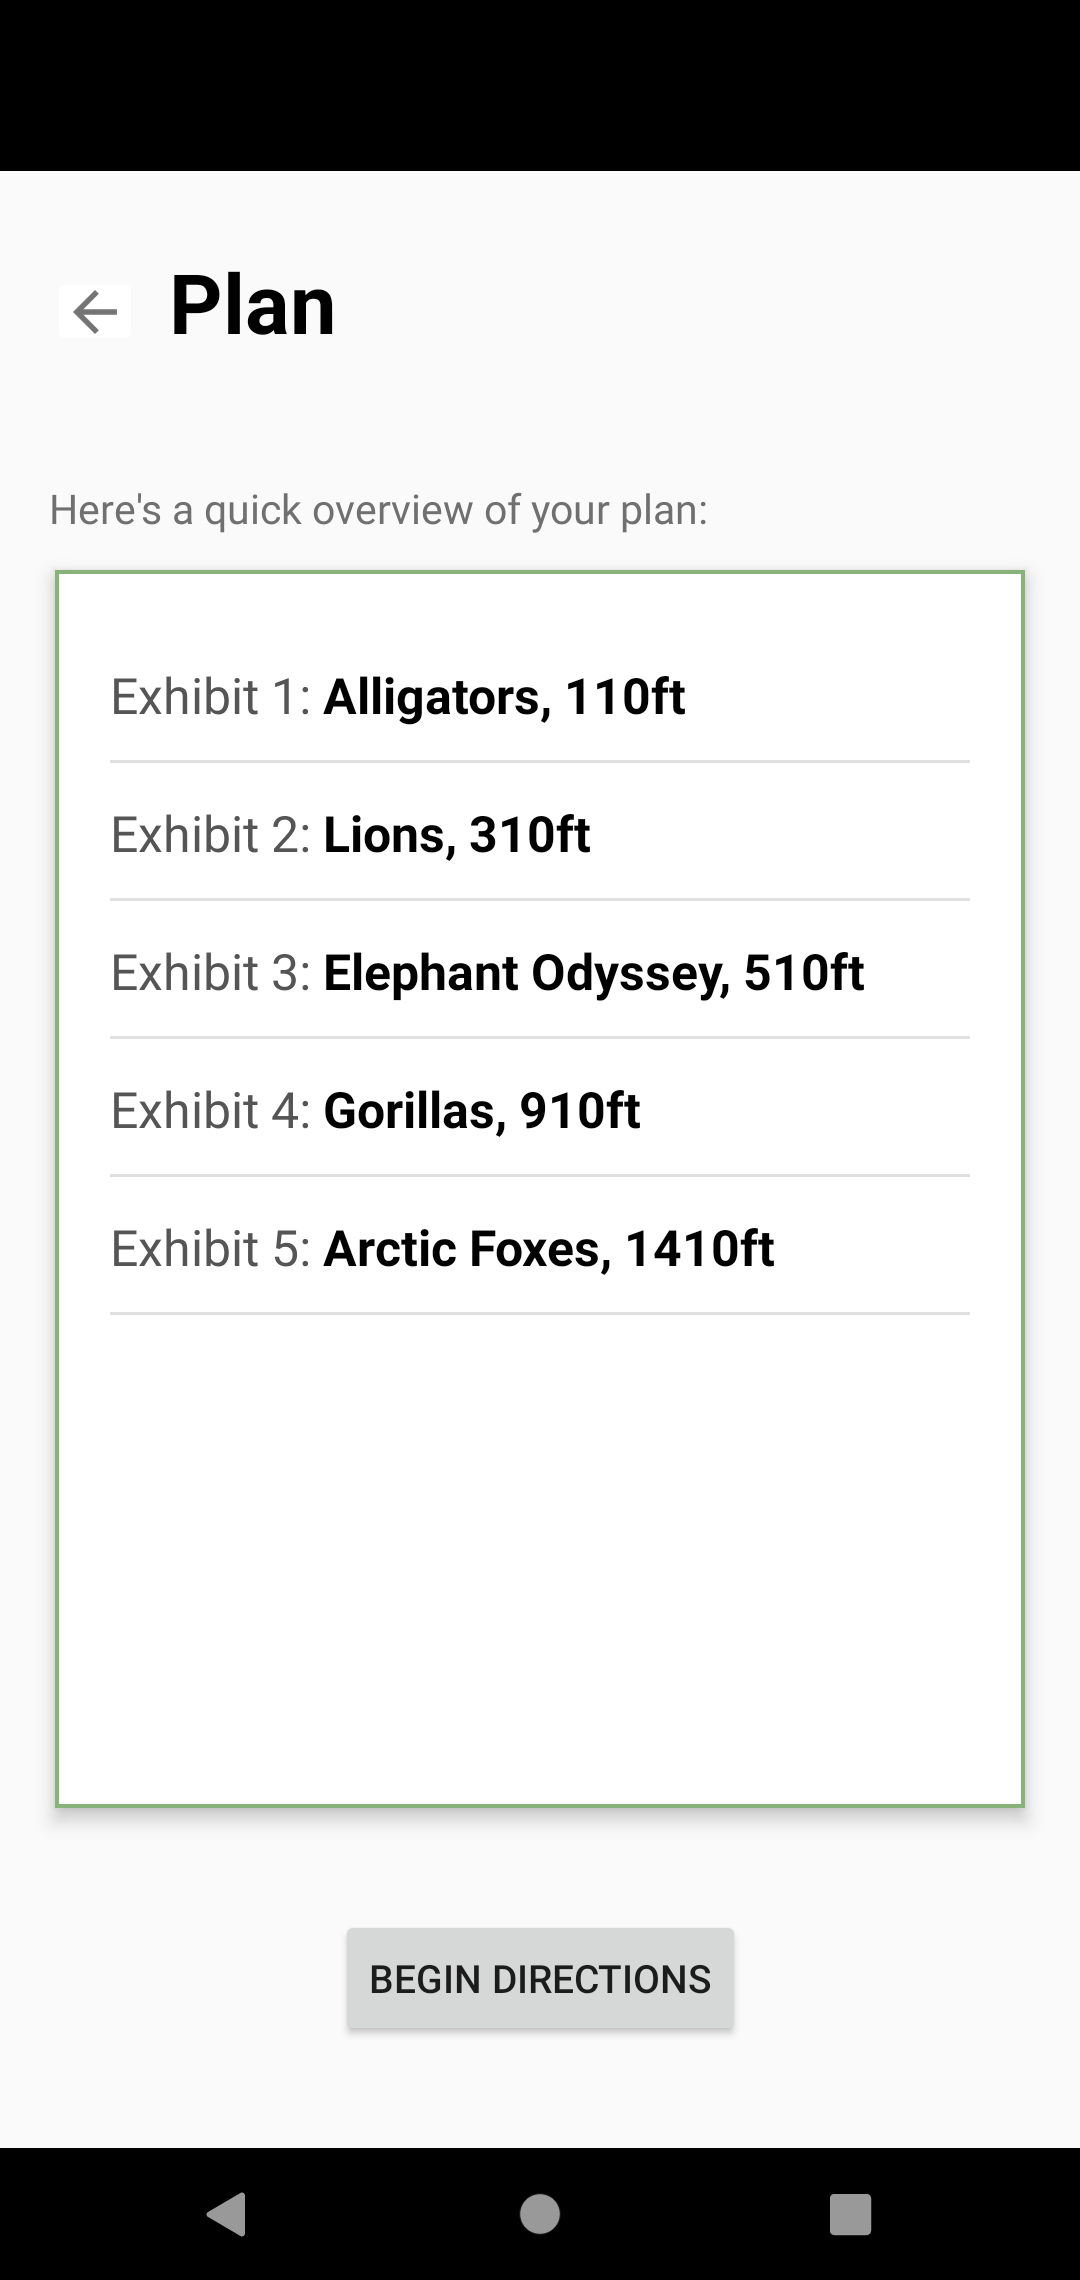 Plan
Here's a quick overview of your plan:
Exhibit 1: Alligators, 110ft
Exhibit 2: Lions, 310ft
Exhibit 3: Elephant Odyssey, 510ft
Exhibit 4: Gorillas, 910ft
Exhibit 5: Arctic Foxes, 1410ft
BEGIN DIRECTIONS